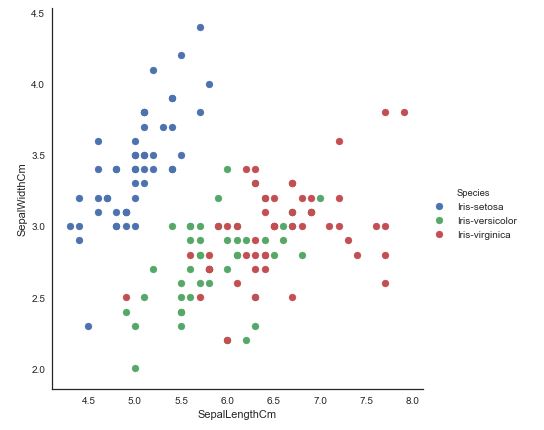 4.5
4.0
3.5
3.0
2.5
2.0
SepalWidthCm
4.5 5.0 5.5 6.0 6.5 7.0 7.5 8.0
SepalLengthCm
Species
Iris-setosa
Iris-versicolor
Iris-virginica